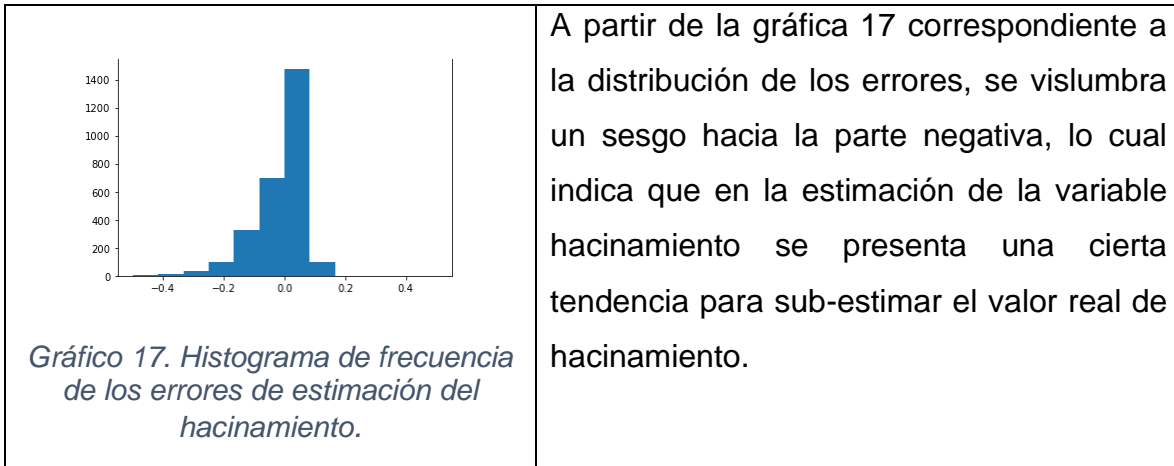 1400
1200
1000
800
600
400
200
0
−0.4 −0.2 0.0 0.2 0.4
Gráfico 17. Histograma de frecuencia
de los errores de estimación del
hacinamiento.
A partir de la gráfica 17 correspondiente a
la distribución de los errores, se vislumbra
un sesgo hacia la parte negativa, lo cual
indica que en la estimación de la variable
hacinamiento se presenta una cierta
tendencia para sub-estimar el valor real de
hacinamiento.